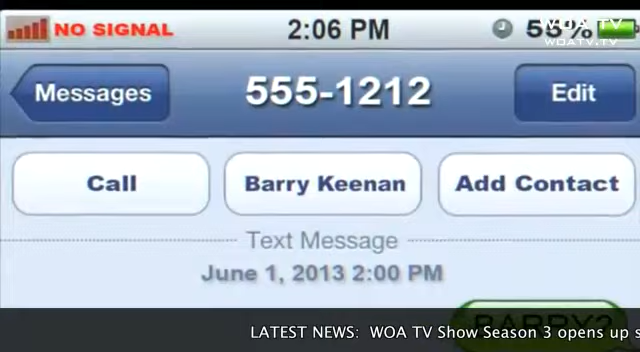 NO SIGNAL 2:06 PM 55%
WOA TV
WOATV.TV
Messages 555-1212 Edit
Call Barry Keenan Add Contact
Text Message
June 1, 2013 2:00 PM
BARRY?
LATEST NEWS: WOA TV Show Season 3 opens up s